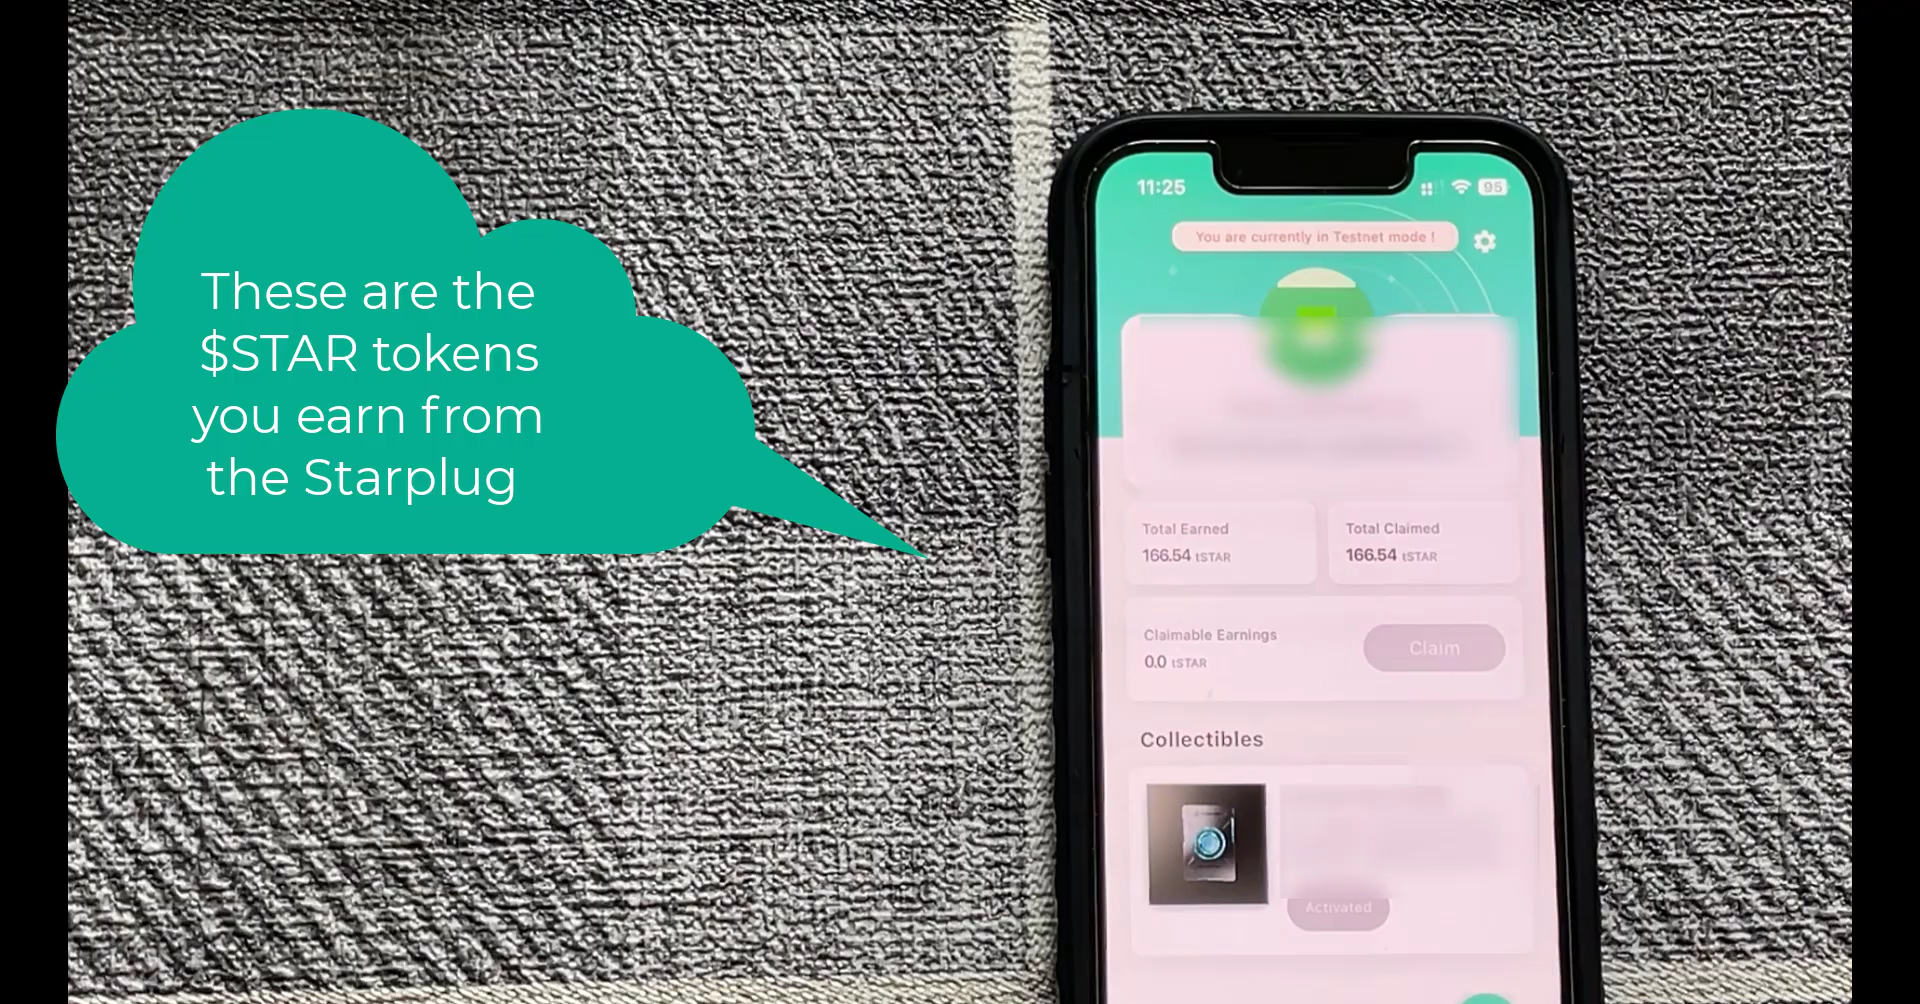 These are the
$STAR tokens
you earn from
the Starplug
11:25
95
You are currently in Testnet mode !
Total Earned
166.54 tSTAR
Total Claimed
166.54 tSTAR
Claimable Earnings
0.0 tSTAR
Claim
Collectibles
Activated